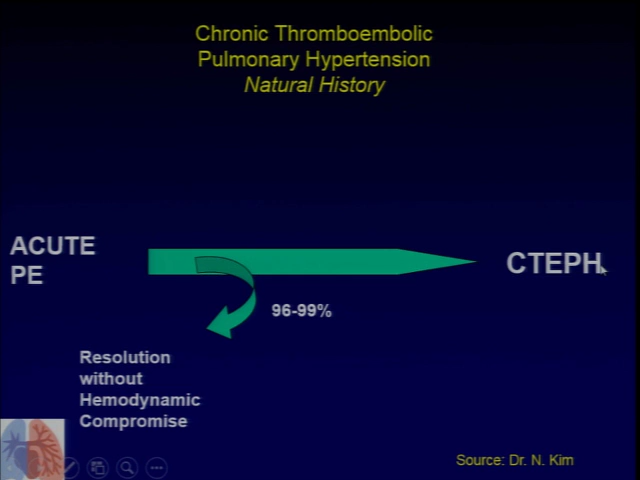 Chronic Thromboembolic
Pulmonary Hypertension
Natural History
ACUTE
PE
CTEPH
96-99%
Resolution
without
Hemodynamic
Compromise
Source: Dr. N. Kim